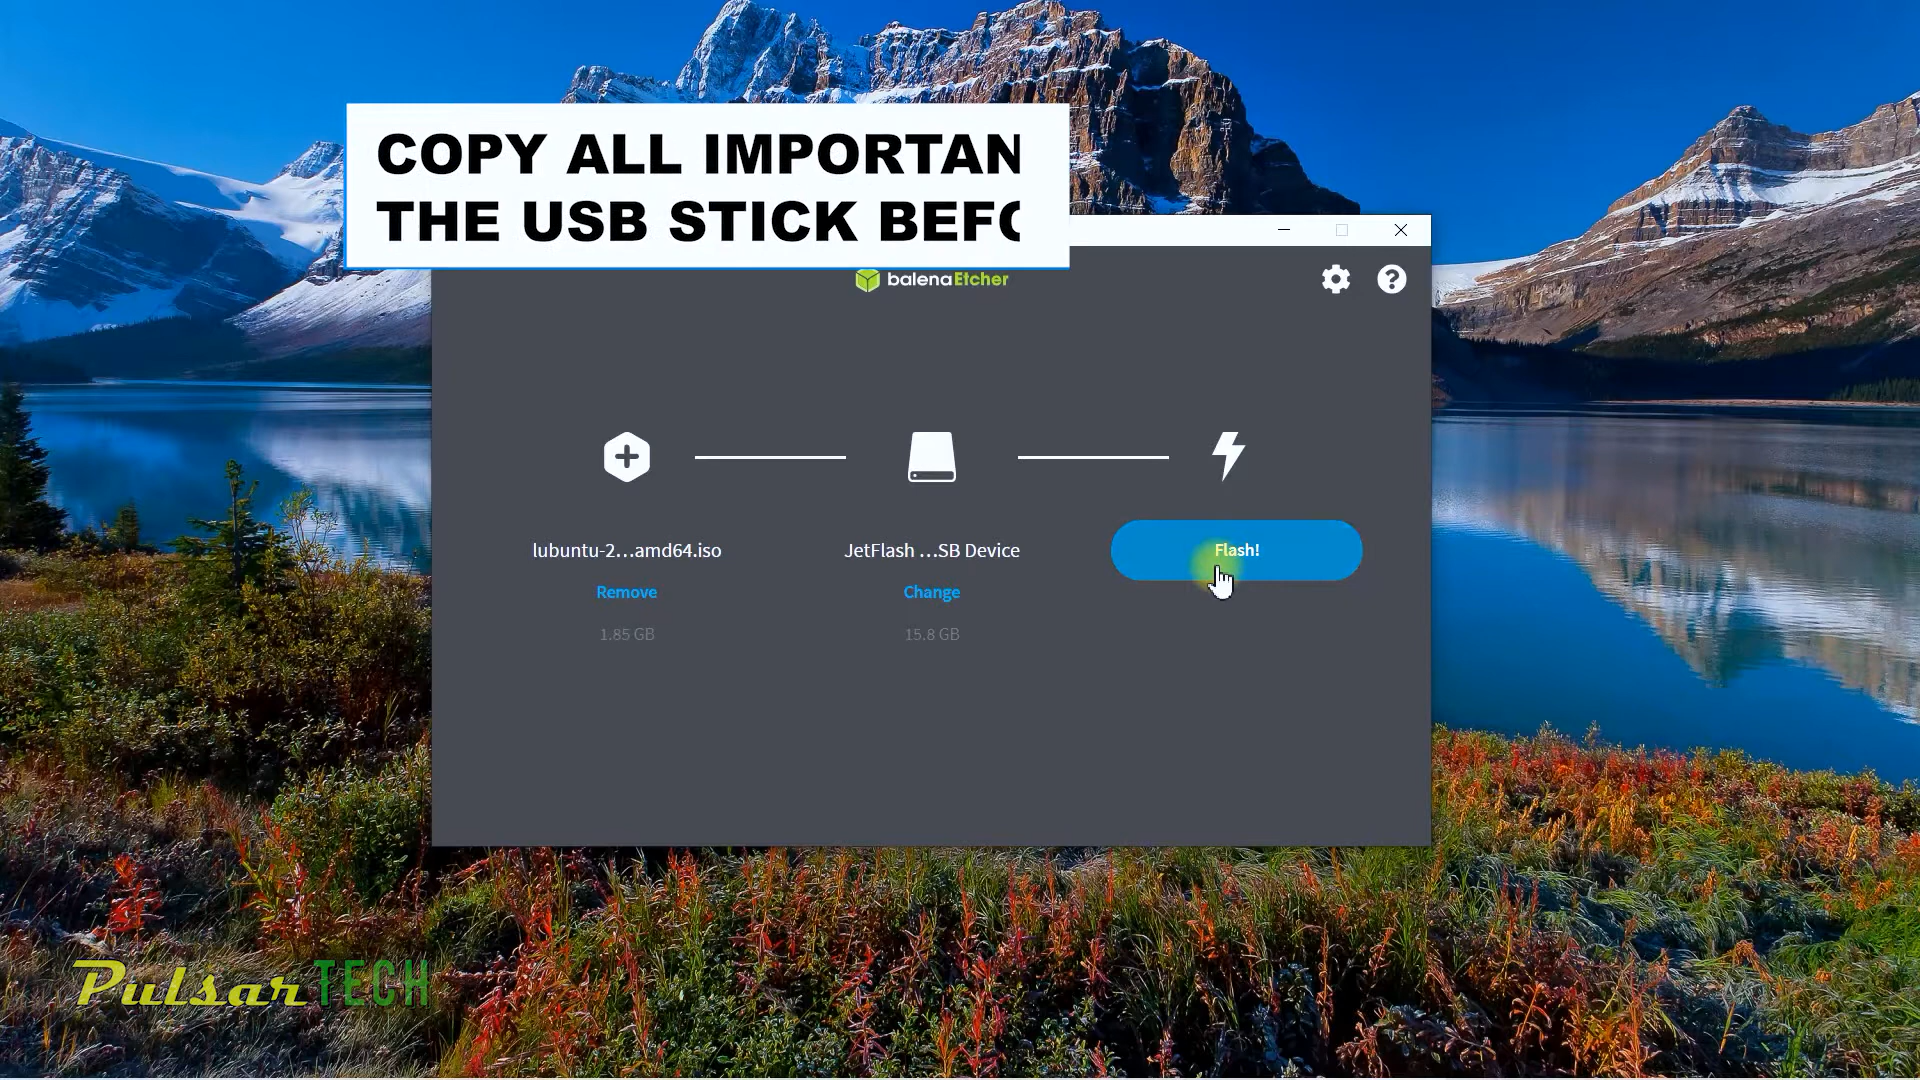 COPY ALL IMPORTAN
THE USB STICK BEF
balenaEtcher
lubuntu-2...amd64.iso
JetFlash ...SB Device
Flash!
Remove
Change
1.85 GB
15.8 GB
PulsarTECH